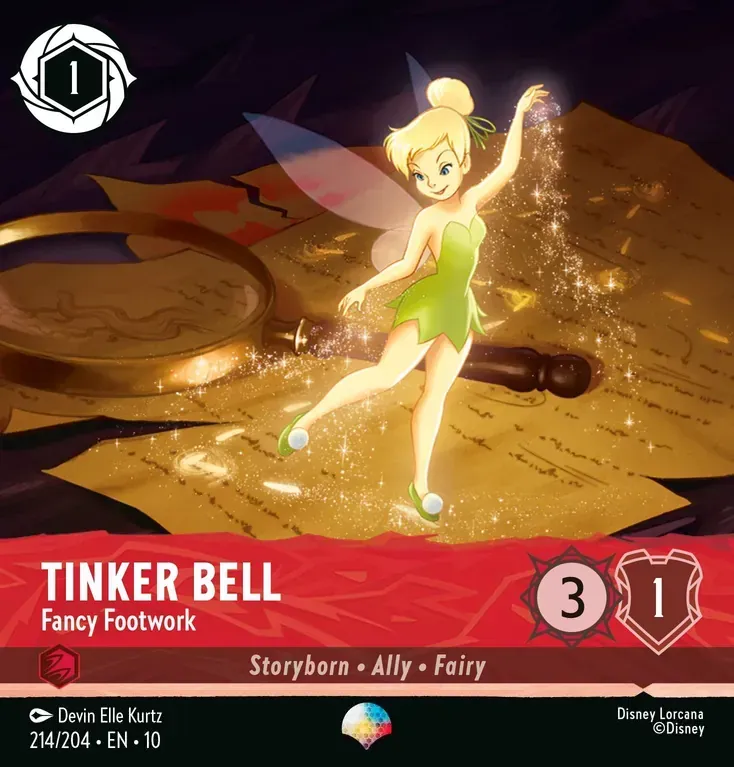 1
TINKER BELL
Fancy Footwork
3
1
Storyborn • Ally • Fairy
Devin Elle Kurtz
214/204 • EN • 10
Disney Lorcana
©Disney